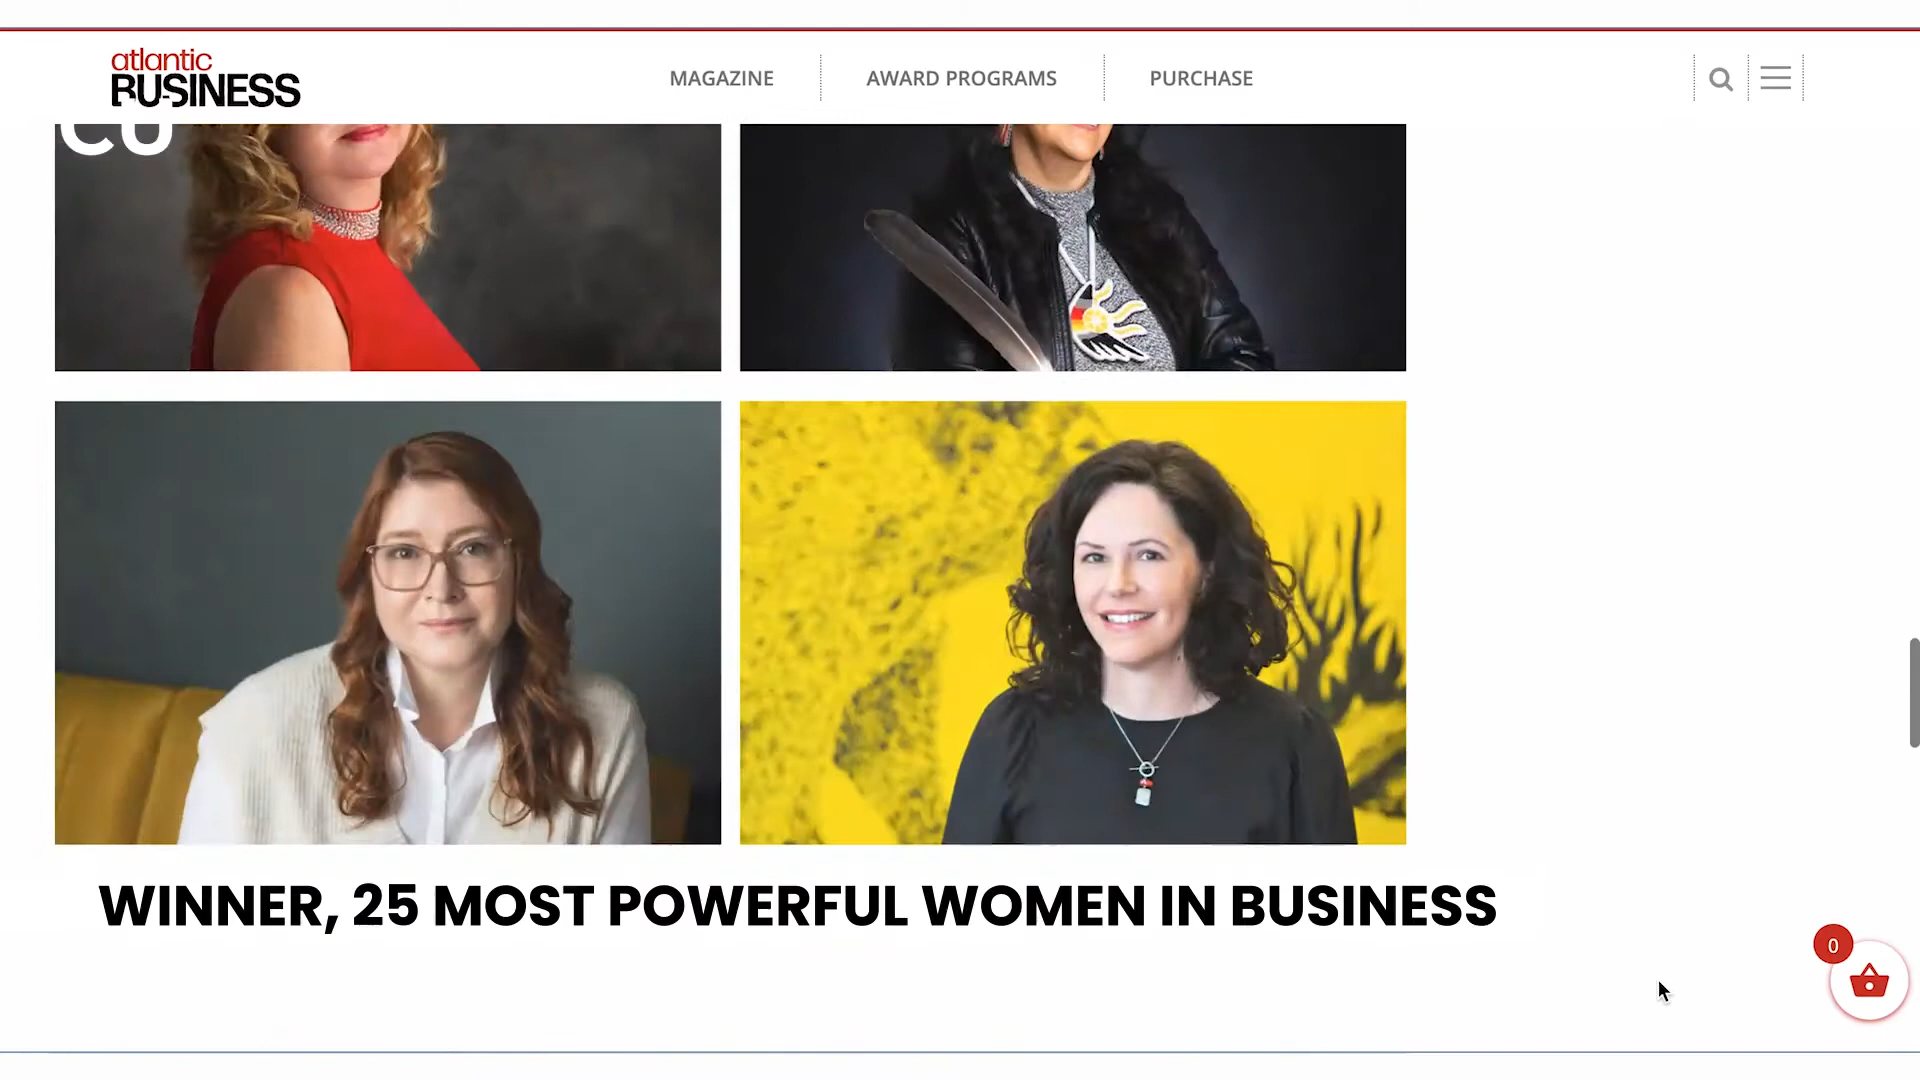 atlantic
BUSINESS
MAGAZINE
AWARD PROGRAMS
PURCHASE
WINNER, 25 MOST POWERFUL WOMEN IN BUSINESS
0